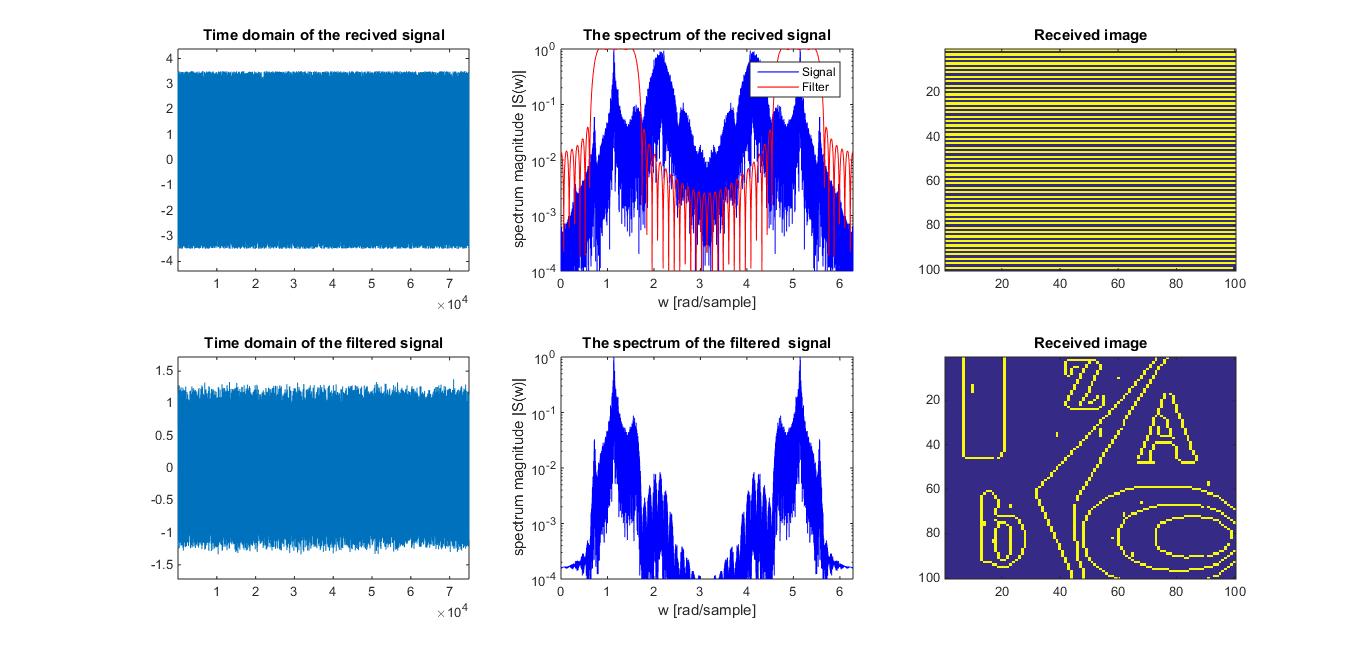 Time domain of the recived signal
4
3
2
1
0
-1
-2
-3
-4
1 2 3 4 5 6 7
×10^4
The spectrum of the recived signal
spectrum magnitude |S(w)|
10^0
10^-1
10^-2
10^-3
10^-4
Signal
Filter
0 1 2 3 4 5 6
w [rad/sample]
Received image
20
40
60
80
100
20 40 60 80 100
Time domain of the filtered signal
1.5
1
0.5
0
-0.5
-1
-1.5
1 2 3 4 5 6 7
×10^4
The spectrum of the filtered  signal
spectrum magnitude |S(w)|
10^0
10^-1
10^-2
10^-3
10^-4
0 1 2 3 4 5 6
w [rad/sample]
Received image
20
40
60
80
100
z
A
6
20 40 60 80 100